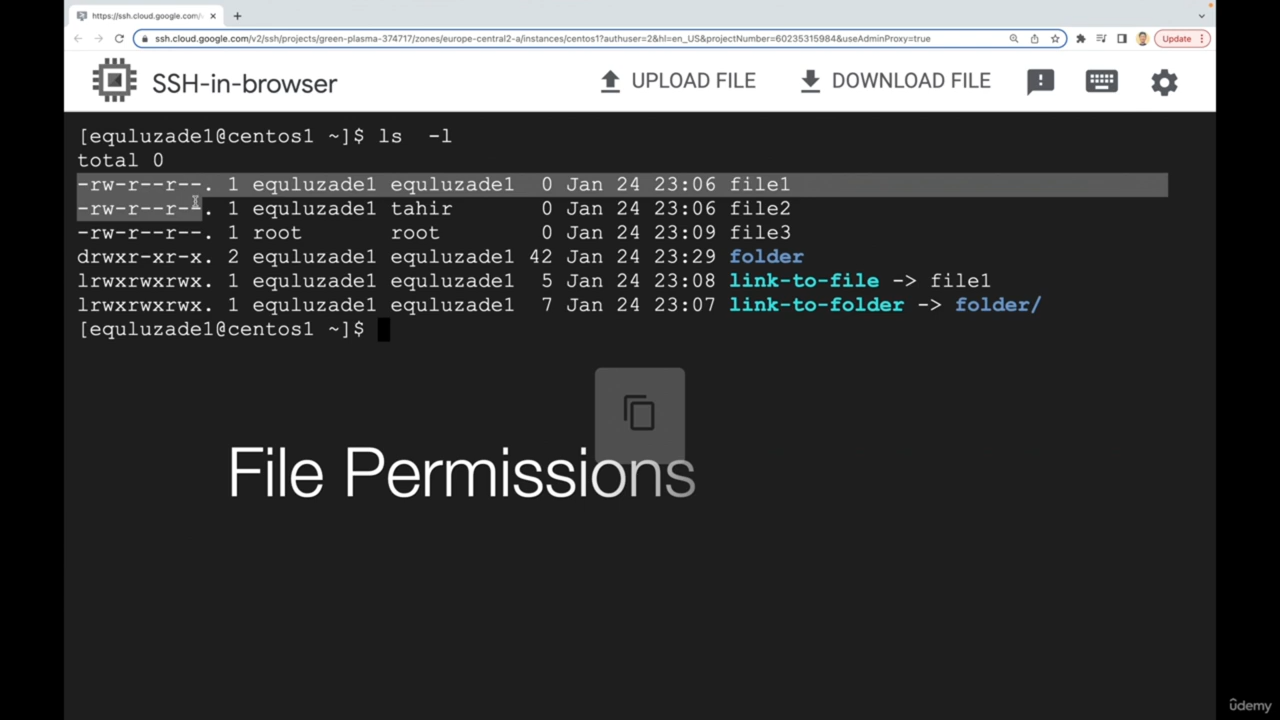 https://ssh.cloud.google.com/v
ssh.cloud.google.com/v2/ssh/projects/green-plasma-374717/zones/europe-central2-a/instances/centos1?authuser=2&hl=en_US&projectNumber=60235315984&useAdminProxy=true
Update
SSH-in-browser
UPLOAD FILE
DOWNLOAD FILE
[equluzade1@centos1 ~]$ ls  -l
total 0
-rw-r--r--. 1 equluzade1 equluzade1  0 Jan 24 23:06 file1
-rw-r--r--. 1 equluzade1 tahir       0 Jan 24 23:06 file2
-rw-r--r--. 1 root       root        0 Jan 24 23:09 file3
drwxr-xr-x. 2 equluzade1 equluzade1 42 Jan 24 23:29 folder
lrwxrwxrwx. 1 equluzade1 equluzade1  5 Jan 24 23:08 link-to-file -> file1
lrwxrwxrwx. 1 equluzade1 equluzade1  7 Jan 24 23:07 link-to-folder -> folder/
[equluzade1@centos1 ~]$
File Permissions
ûdemy